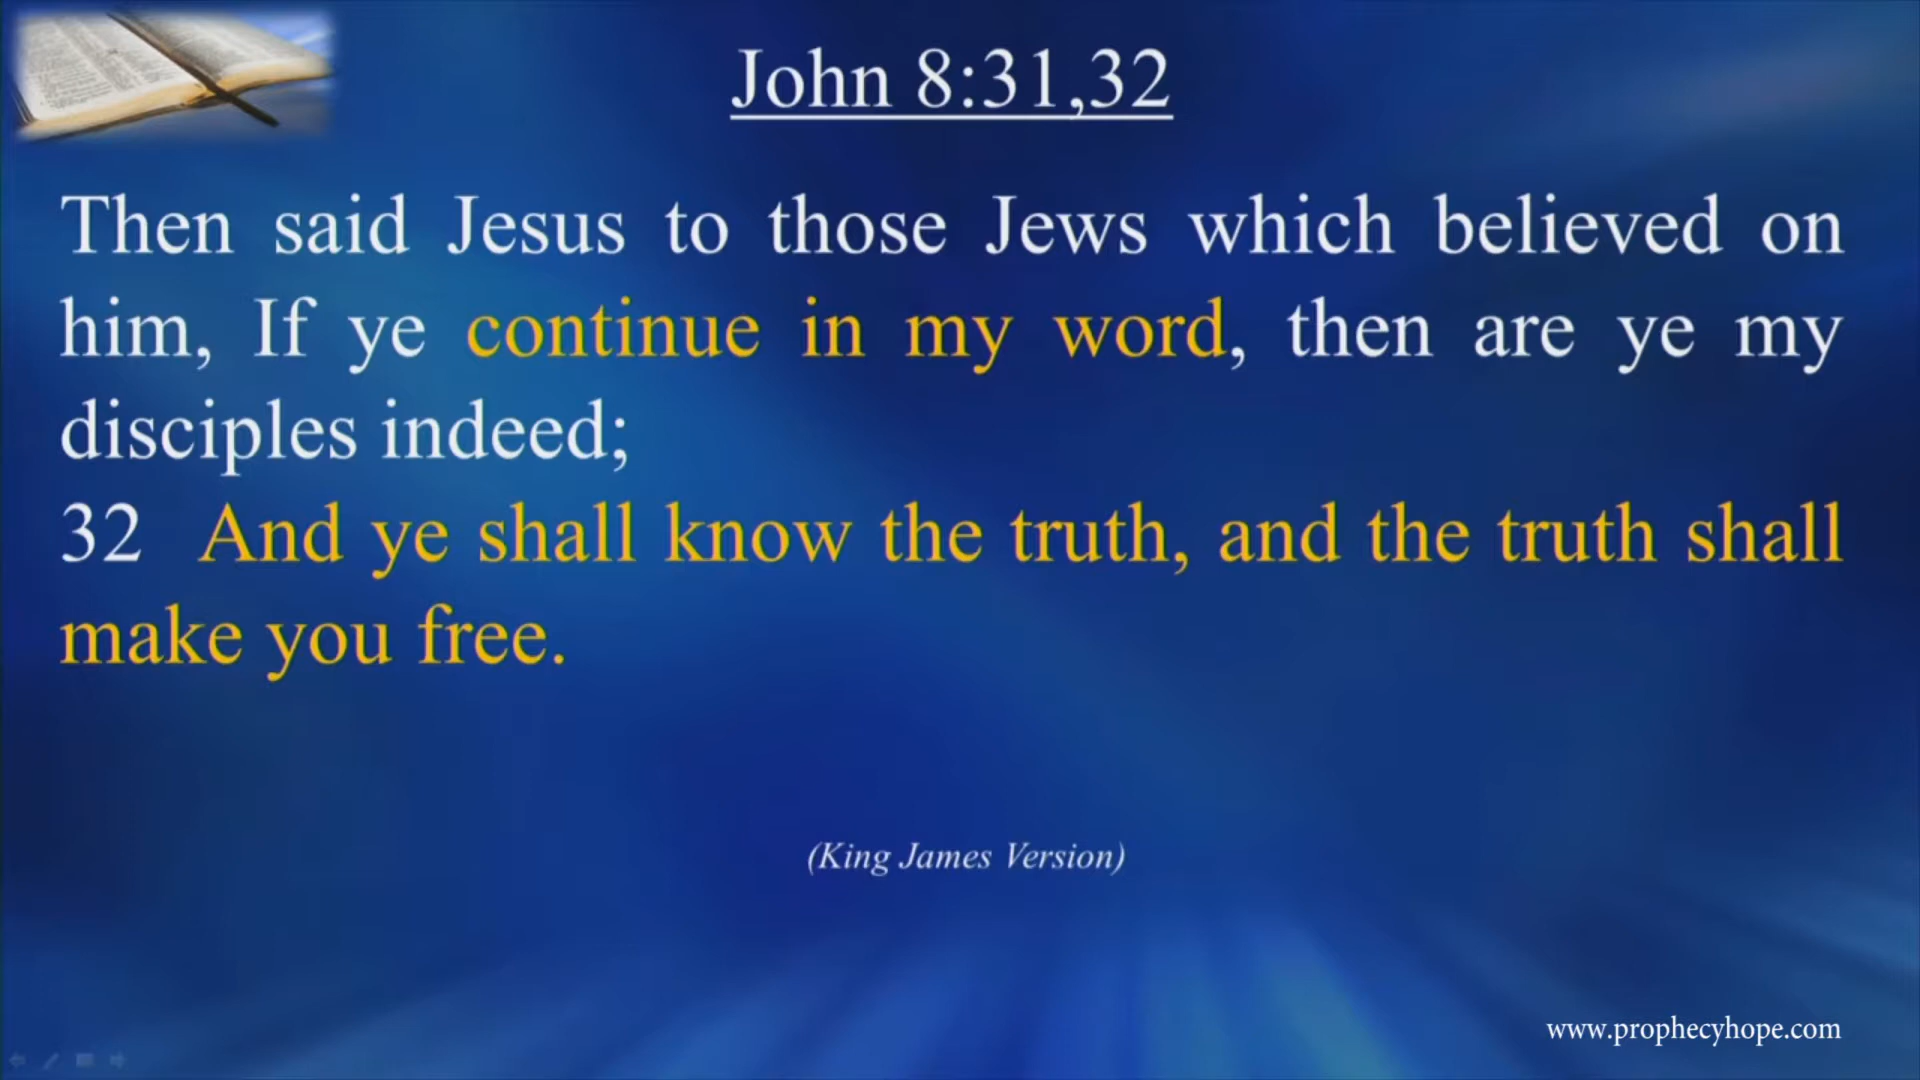 John 8:31,32
Then said Jesus to those Jews which believed on
him, If ye continue in my word, then are ye my
disciples indeed;
32 And ye shall know the truth, and the truth shall
make you free.
(King James Version)
www.prophecyhope.com